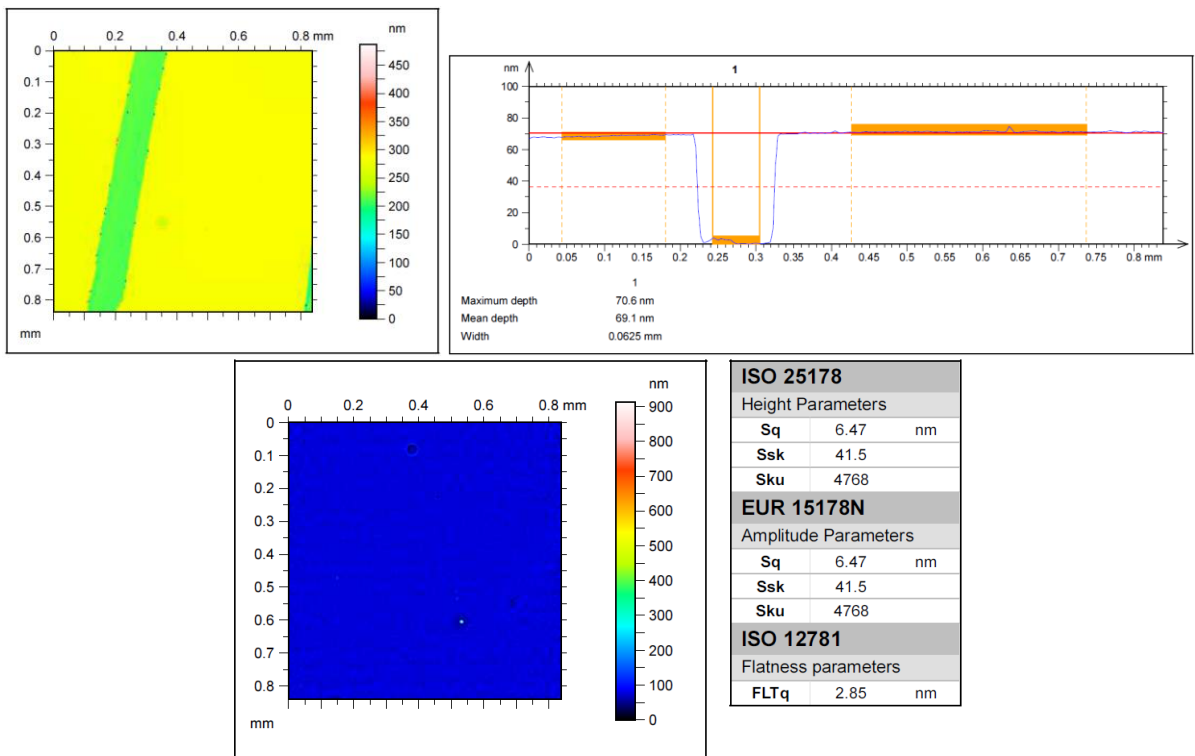 nm
0 0.2 0.4 0.6 0.8 mm
0
0.1
0.2
0.3
0.4
0.5
0.6
0.7
0.8
mm
450
400
350
300
250
200
150
100
50
0
nm
1
100
80
60
40
20
0
0 0.05 0.1 0.15 0.2 0.25 0.3 0.35 0.4 0.45 0.5 0.55 0.6 0.65 0.7 0.75 0.8 mm
1
Maximum depth 70.6 nm
Mean depth 69.1 nm
Width 0.0625 mm
nm
0 0.2 0.4 0.6 0.8 mm
0
0.1
0.2
0.3
0.4
0.5
0.6
0.7
0.8
mm
900
800
700
600
500
400
300
200
100
0
ISO 25178
Height Parameters
Sq 6.47 nm
Ssk 41.5
Sku 4768
EUR 15178N
Amplitude Parameters
Sq 6.47 nm
Ssk 41.5
Sku 4768
ISO 12781
Flatness parameters
FLTq 2.85 nm